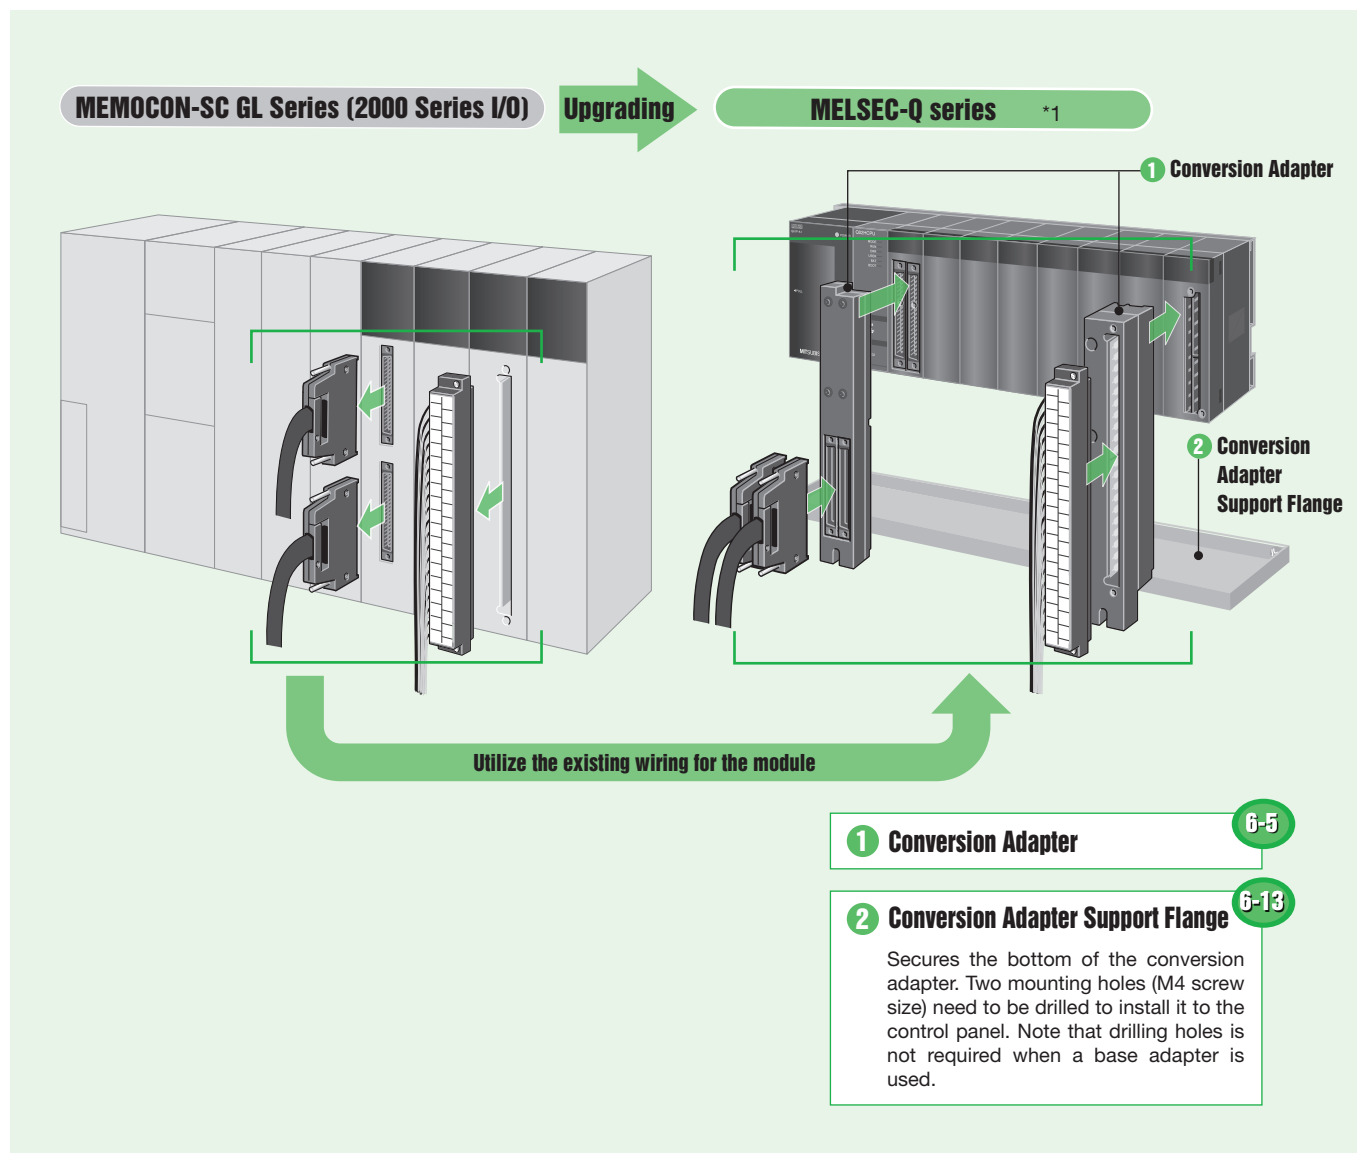 MEMOCON-SC GL Series (2000 Series I/O)
Upgrading
MELSEC-Q series *1
1 Conversion Adapter
2 Conversion
Adapter
Support Flange
Utilize the existing wiring for the module
6-5
1 Conversion Adapter
6-13
2 Conversion Adapter Support Flange
Secures the bottom of the conversion
adapter. Two mounting holes (M4 screw
size) need to be drilled to install it to the
control panel. Note that drilling holes is
not required when a base adapter is
used.